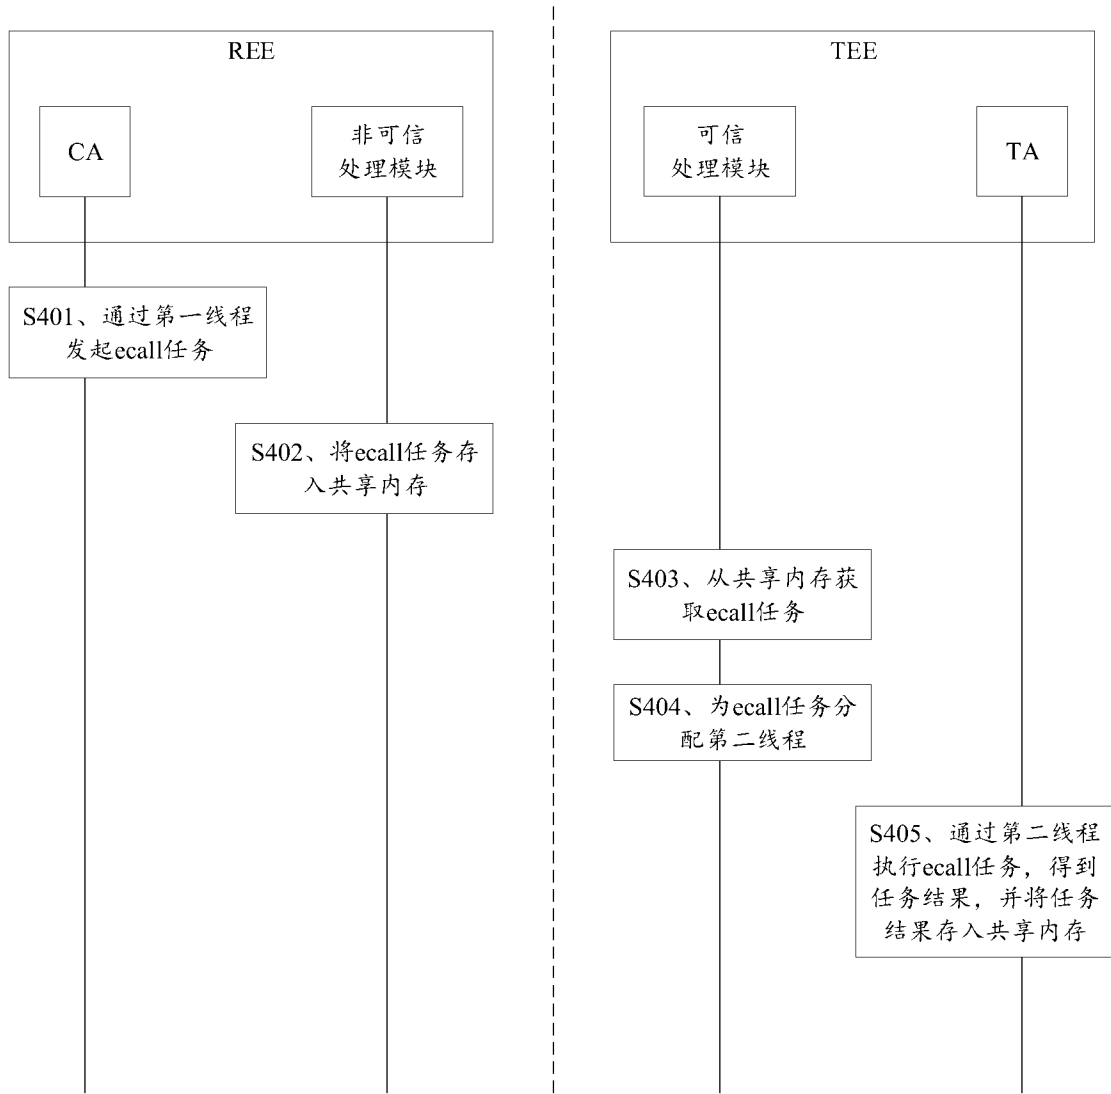 REE
TEE
CA
非可信
处理模块
可信
处理模块
TA
S401、通过第一线程
发起ecall任务
S402、将ecall任务存
入共享内存
S403、从共享内存获
取ecall任务
S404、为ecall任务分
配第二线程
S405、通过第二线程
执行ecall任务，得到
任务结果，并将任务
结果存入共享内存